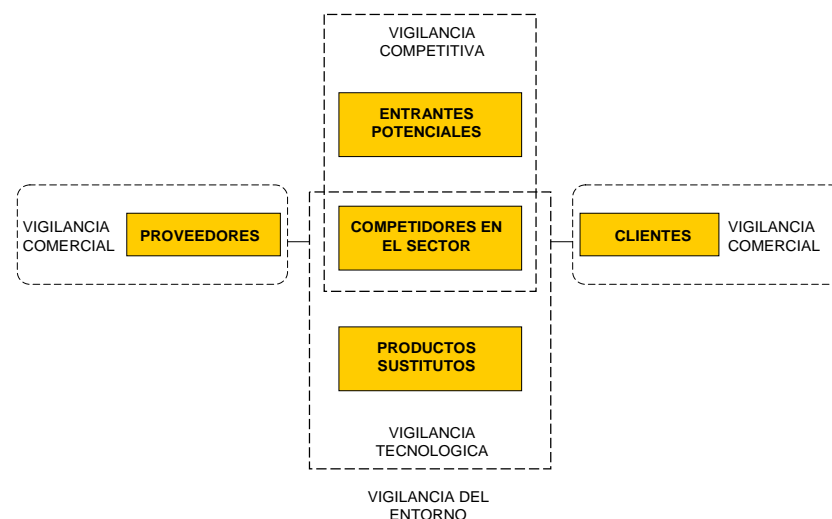 VIGILANCIA
COMPETITIVA
ENTRANTES
POTENCIALES
VIGILANCIA
COMERCIAL
PROVEEDORES
COMPETIDORES EN
EL SECTOR
CLIENTES
VIGILANCIA
COMERCIAL
PRODUCTOS
SUSTITUTOS
VIGILANCIA
TECNOLOGICA
VIGILANCIA DEL
ENTORNO